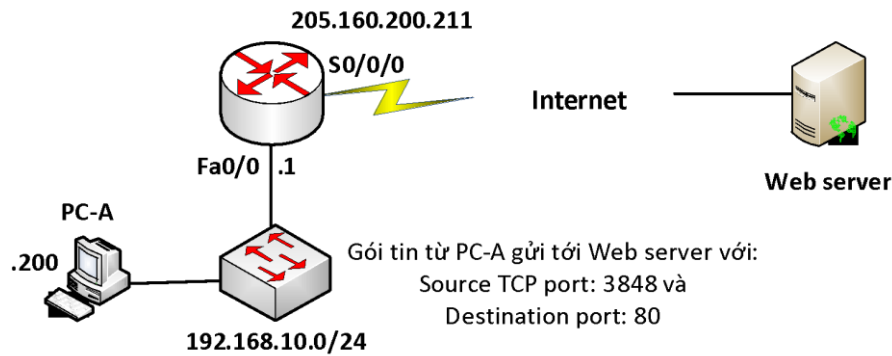 205.160.200.211
S0/0/0
Internet
Web server
Fa0/0 .1
PC-A
.200
Gói tin từ PC-A gửi tới Web server với:
Source TCP port: 3848 và
Destination port: 80
192.168.10.0/24